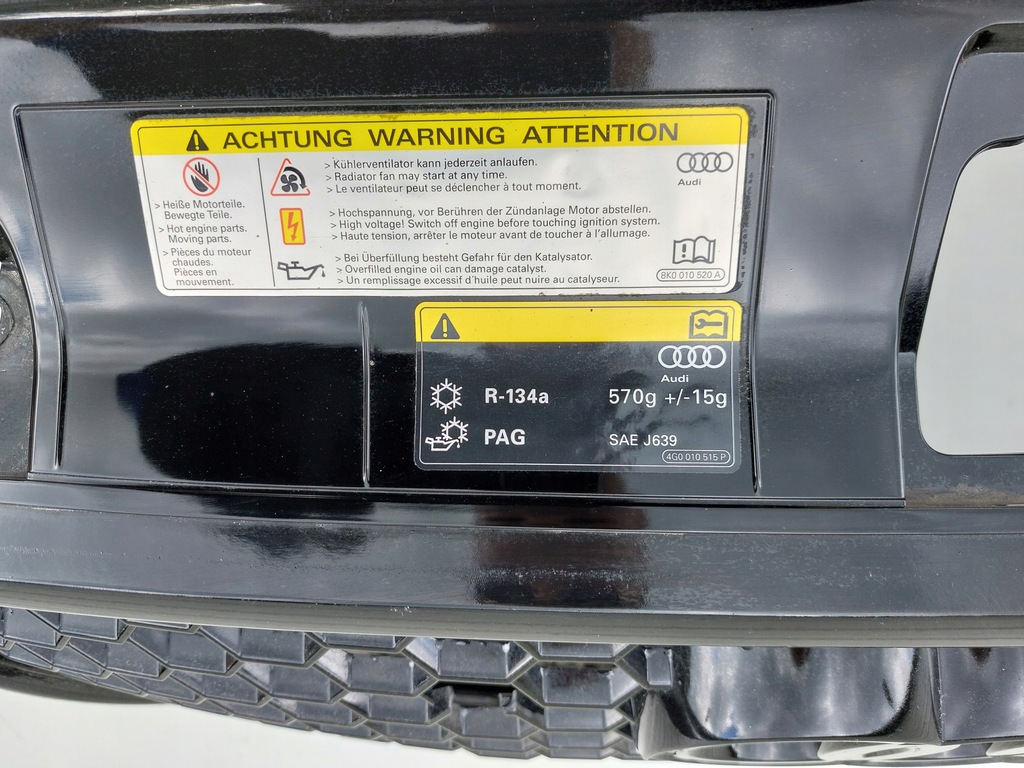 ACHTUNG WARNING ATTENTION
> Heiße Motorteile.
Bewegte Teile.
> Hot engine parts.
Moving parts.
> Pièces du moteur
chaudes.
Pièces en
mouvement.
> Kühlerventilator kann jederzeit anlaufen.
> Radiator fan may start at any time.
> Le ventilateur peut se déclencher à tout moment.
> Hochspannung, vor Berühren der Zündanlage Motor abstellen.
> High voltage! Switch off engine before touching ignition system.
> Haute tension, arrêter le moteur avant de toucher à l'allumage.
> Bei Überfüllung besteht Gefahr für den Katalysator.
> Overfilled engine oil can damage catalyst.
> Un remplissage excessif d'huile peut nuire au catalyseur.
Audi
8K0 010 520 A
Audi
R-134a 570g +/-15g
PAG SAE J639
4G0 010 515 P